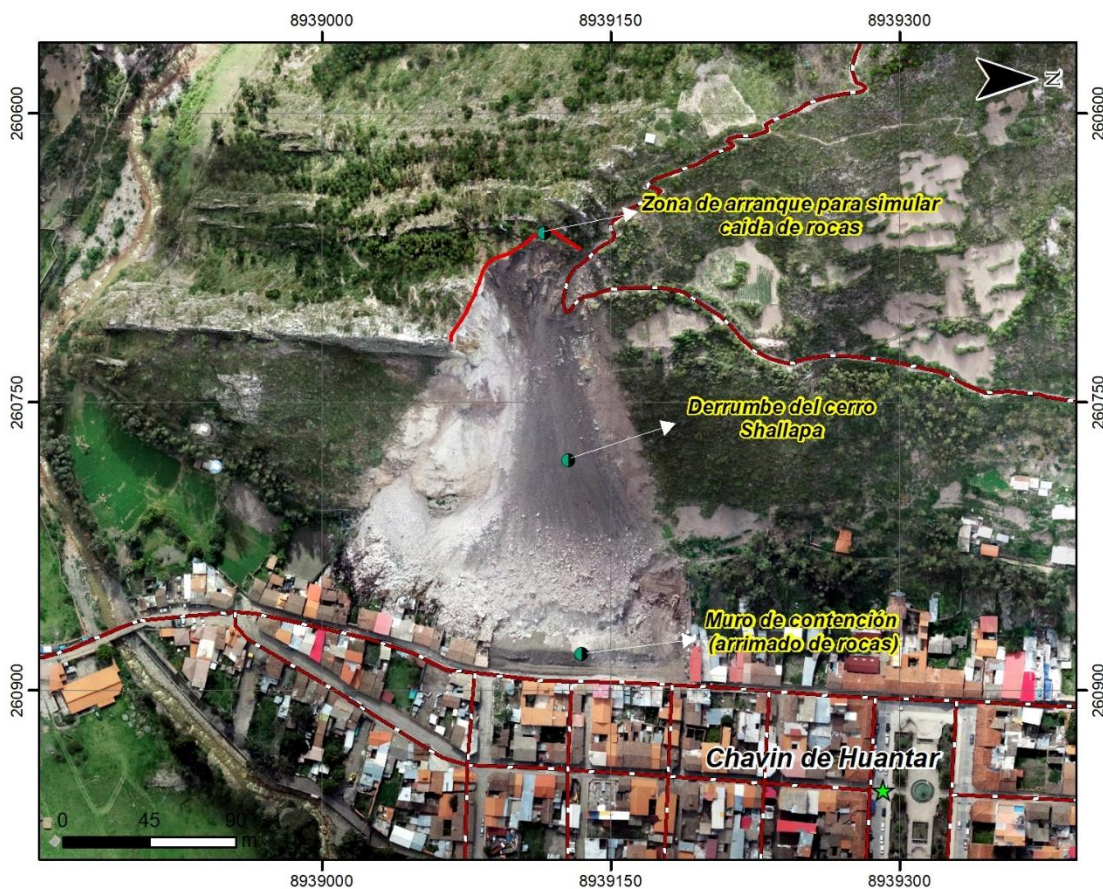 8939000
8939150
8939300
260600
260600
N
Zona de arranque para simular
caida de rocas
260750
260750
Derrumbe del cerro
Shallapa
Muro de contención
(arrimado de rocas)
260900
260900
Chavin de Huantar
0 45 90
m
8939000
8939150
8939300